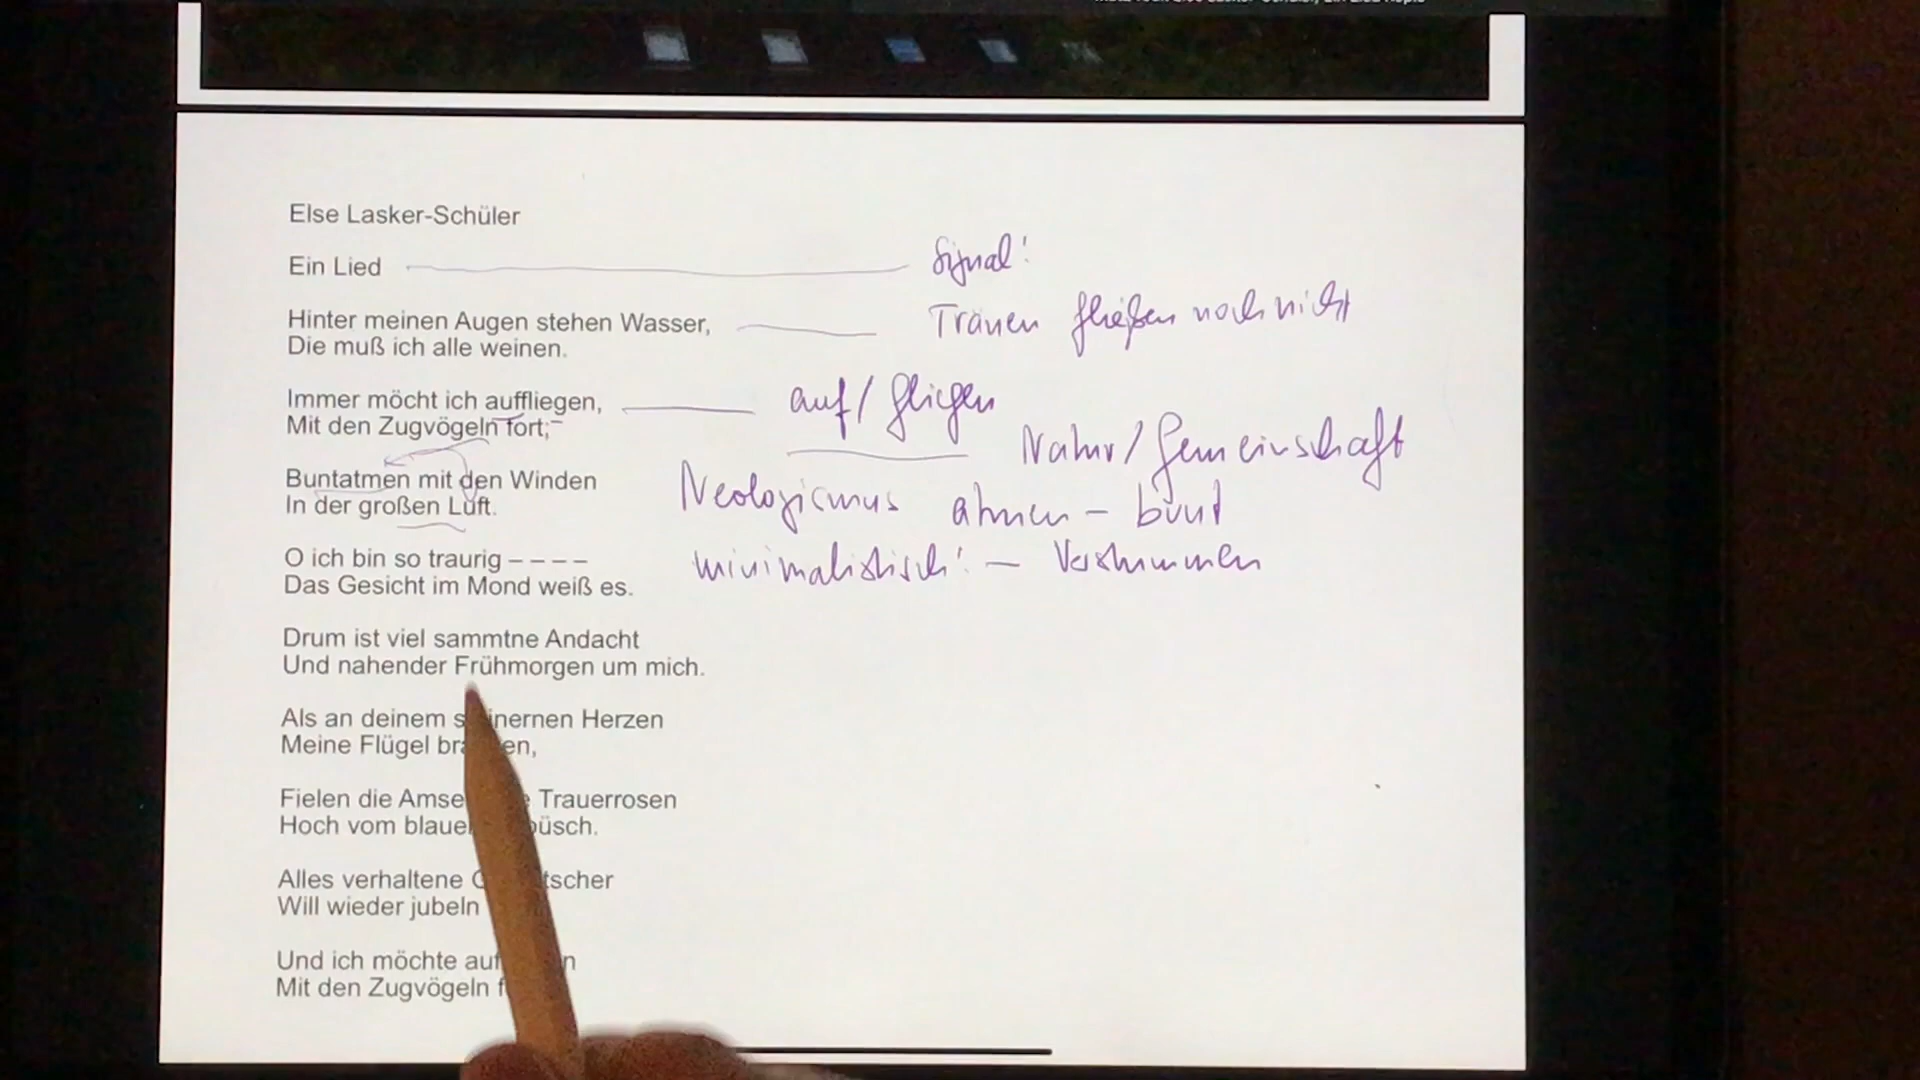 Else Lasker-Schüler
Ein Lied
Signal!
Hinter meinen Augen stehen Wasser,
Tränen fließen noch nicht
Die muß ich alle weinen.
Immer möcht ich auffliegen,
auf / fliegen
Mit den Zugvögeln fort;
Natur / Gemeinschaft
Buntatmen mit den Winden
Neologismus atmen – bunt
In der großen Luft.
O ich bin so traurig – – – –
minimalistisch! – Verstummen
Das Gesicht im Mond weiß es.
Drum ist viel sammtne Andacht
Und nahender Frühmorgen um mich.
Als an deinem Herzen
Meine Flügel
Fielen die Trauerrosen
Hoch vom
Alles verhaltene
Will wieder jubeln
Und ich möchte
Mit den Zugvögeln